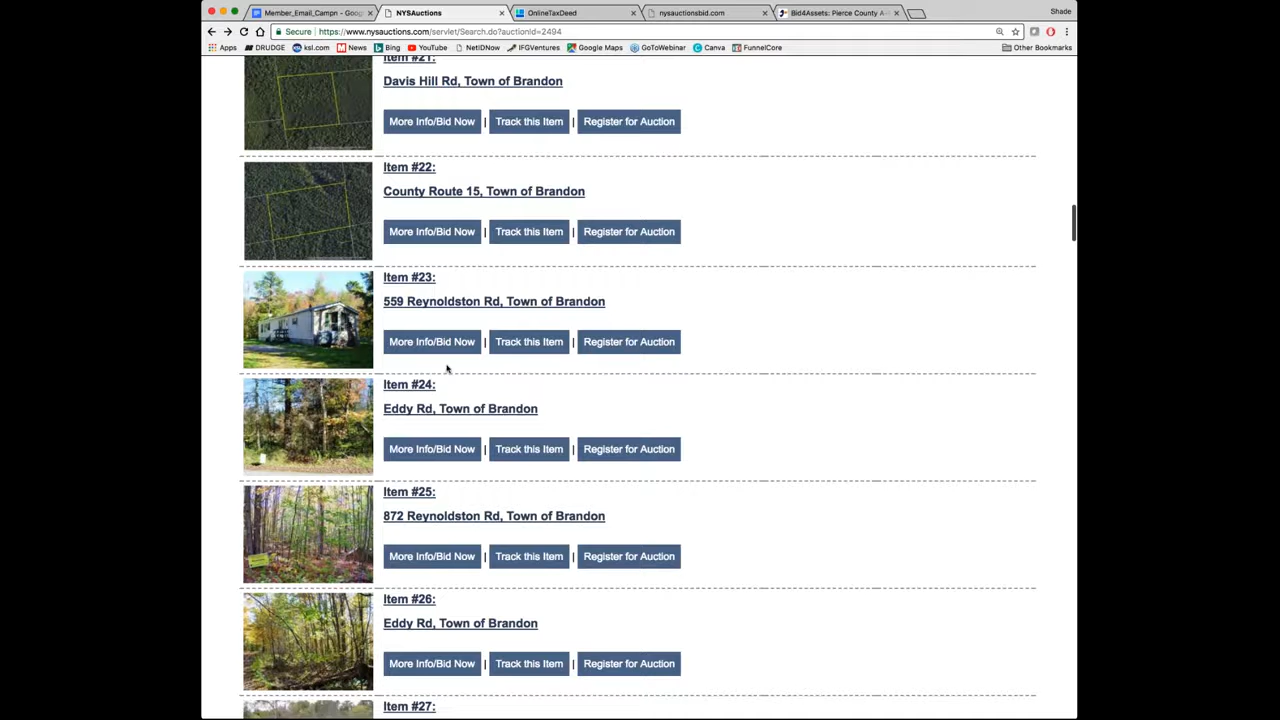 Member_Email_Campn - Goog
NYSAuctions
OnlineTaxDeed
nysauctionsbid.com
Bid4Assets: Pierce County A
Shade
Secure
https://www.nysauctions.com/servlet/Search.do?auctionId=2494
Apps
DRUDGE
ksl.com
News
Bing
YouTube
NetIDNow
IFGVentures
Google Maps
GoToWebinar
Canva
FunnelCore
Other Bookmarks
Item #21:
Davis Hill Rd, Town of Brandon
More Info/Bid Now | Track this Item | Register for Auction
Item #22:
County Route 15, Town of Brandon
More Info/Bid Now | Track this Item | Register for Auction
Item #23:
559 Reynoldston Rd, Town of Brandon
More Info/Bid Now | Track this Item | Register for Auction
Item #24:
Eddy Rd, Town of Brandon
More Info/Bid Now | Track this Item | Register for Auction
Item #25:
872 Reynoldston Rd, Town of Brandon
More Info/Bid Now | Track this Item | Register for Auction
Item #26:
Eddy Rd, Town of Brandon
More Info/Bid Now | Track this Item | Register for Auction
Item #27: